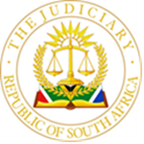 · THE JUDICIARY ·
REPUBLIC OF SOUTH AFRICA